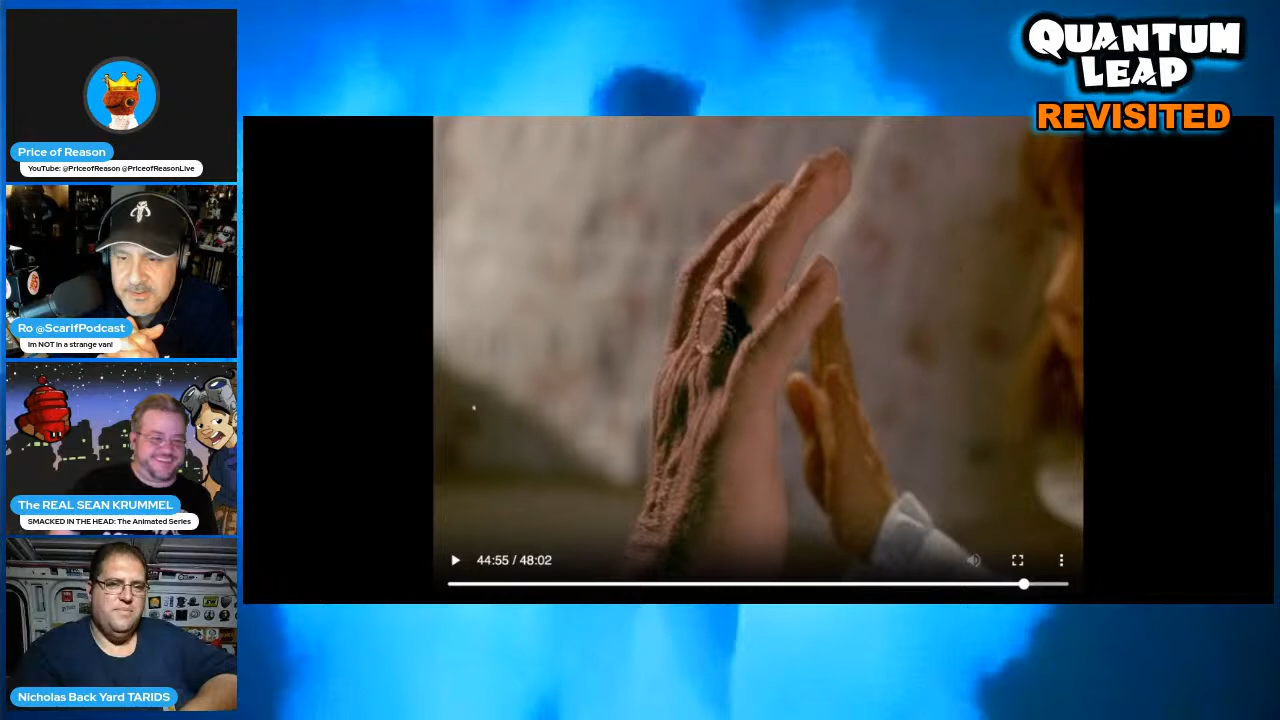 QUANTUM
LEAP
REVISITED
Price of Reason
YouTube: @PriceofReason @PriceofReasonLive
Ro @ScarifPodcast
Im NOT in a strange van!
The REAL SEAN KRUMMEL
SMACKED IN THE HEAD: The Animated Series
Nicholas Back Yard TARIDS
44:55 / 48:02